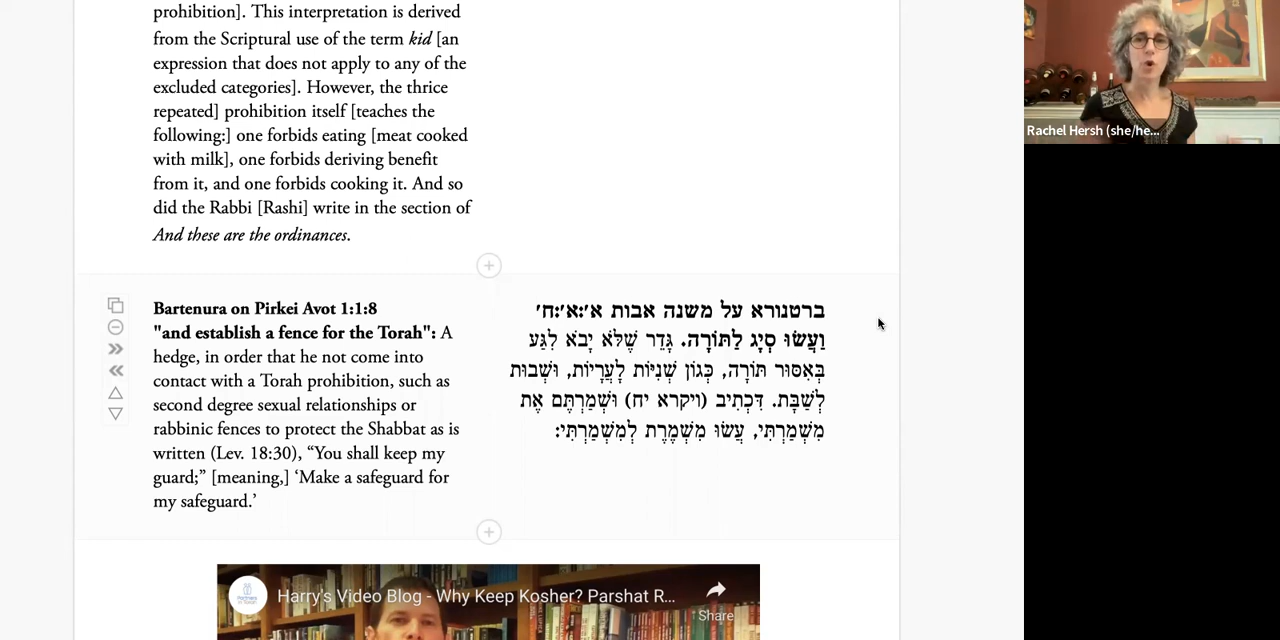 prohibition]. This interpretation is derived
from the Scriptural use of the term kid [an
expression that does not apply to any of the
excluded categories]. However, the thrice
repeated] prohibition itself [teaches the
following:] one forbids eating [meat cooked
with milk], one forbids deriving benefit
from it, and one forbids cooking it. And so
did the Rabbi [Rashi] write in the section of
And these are the ordinances.
Bartenura on Pirkei Avot 1:1:8
"and establish a fence for the Torah": A
hedge, in order that he not come into
contact with a Torah prohibition, such as
second degree sexual relationships or
rabbinic fences to protect the Shabbat as is
written (Lev. 18:30), “You shall keep my
guard;” [meaning,] ‘Make a safeguard for
my safeguard.’
ברטנורא על משנה אבות א׳:א׳:ח׳
וַעֲשׂוּ סְיָג לַתּוֹרָה. גָּדֵר שֶׁלֹּא יָבֹא לִגַּע
בְּאִסּוּר תּוֹרָה, כְּגוֹן שְׁנִיּוֹת לָעֲרָיוֹת, וּשְׁבוּת
לְשַׁבָּת. דִּכְתִיב (ויקרא יח) וּשְׁמַרְתֶּם אֶת
מִשְׁמַרְתִּי, עֲשׂוּ מִשְׁמֶרֶת לְמִשְׁמַרְתִּי:
Harry's Video Blog - Why Keep Kosher? Parshat R...
Share
Rachel Hersh (she/he...